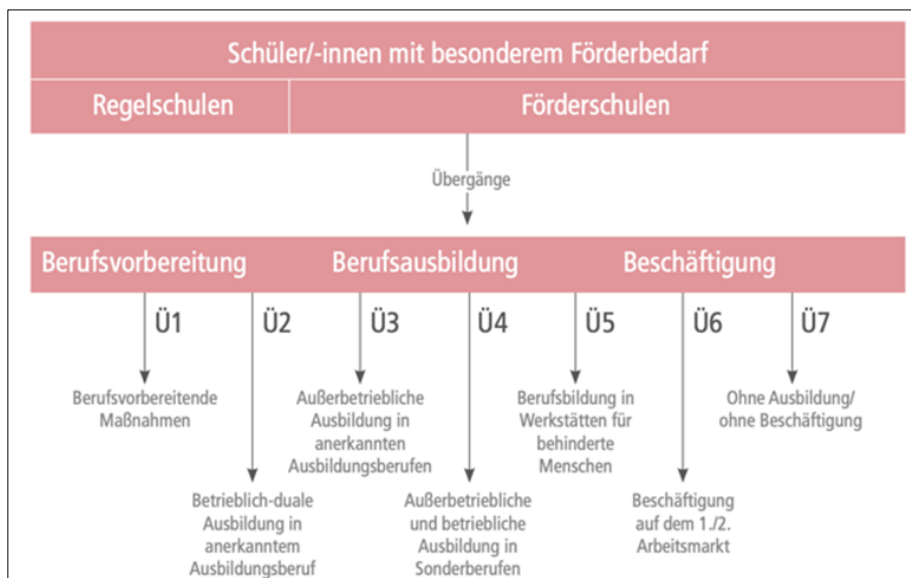 Schüler/-innen mit besonderem Förderbedarf
Regelschulen
Förderschulen
Übergänge
Berufsvorbereitung
Berufsausbildung
Beschäftigung
Ü1
Ü2
Ü3
Ü4
Ü5
Ü6
Ü7
Berufsvorbereitende
Maßnahmen
Betrieblich-duale
Ausbildung in
anerkanntem
Ausbildungsberuf
Außerbetriebliche
Ausbildung in
anerkannten
Ausbildungsberufen
Außerbetriebliche
und betriebliche
Ausbildung in
Sonderberufen
Berufsbildung in
Werkstätten für
behinderte
Menschen
Beschäftigung
auf dem 1./2.
Arbeitsmarkt
Ohne Ausbildung/
ohne Beschäftigung